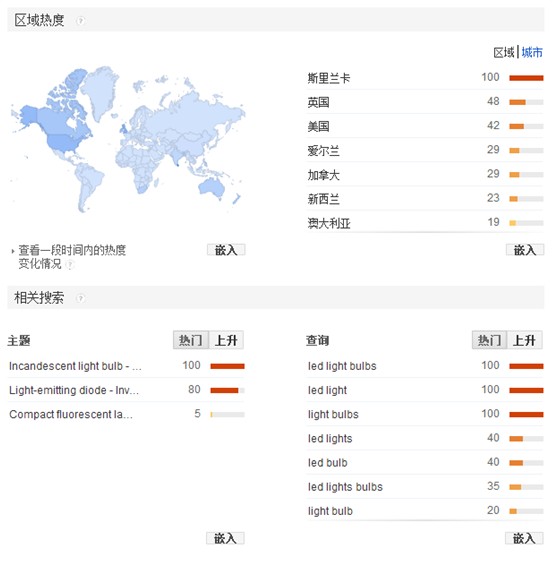 区域热度 ?
区域 | 城市
斯里兰卡 100
英国 48
美国 42
爱尔兰 29
加拿大 29
新西兰 23
澳大利亚 19
查看一段时间内的热度
变化情况 ?
嵌入
嵌入
相关搜索 ?
主题 热门 上升
Incandescent light bulb - ... 100
Light-emitting diode - Inv... 80
Compact fluorescent la... 5
嵌入
查询 热门 上升
led light bulbs 100
led light 100
light bulbs 100
led lights 40
led bulb 40
led lights bulbs 35
light bulb 20
嵌入